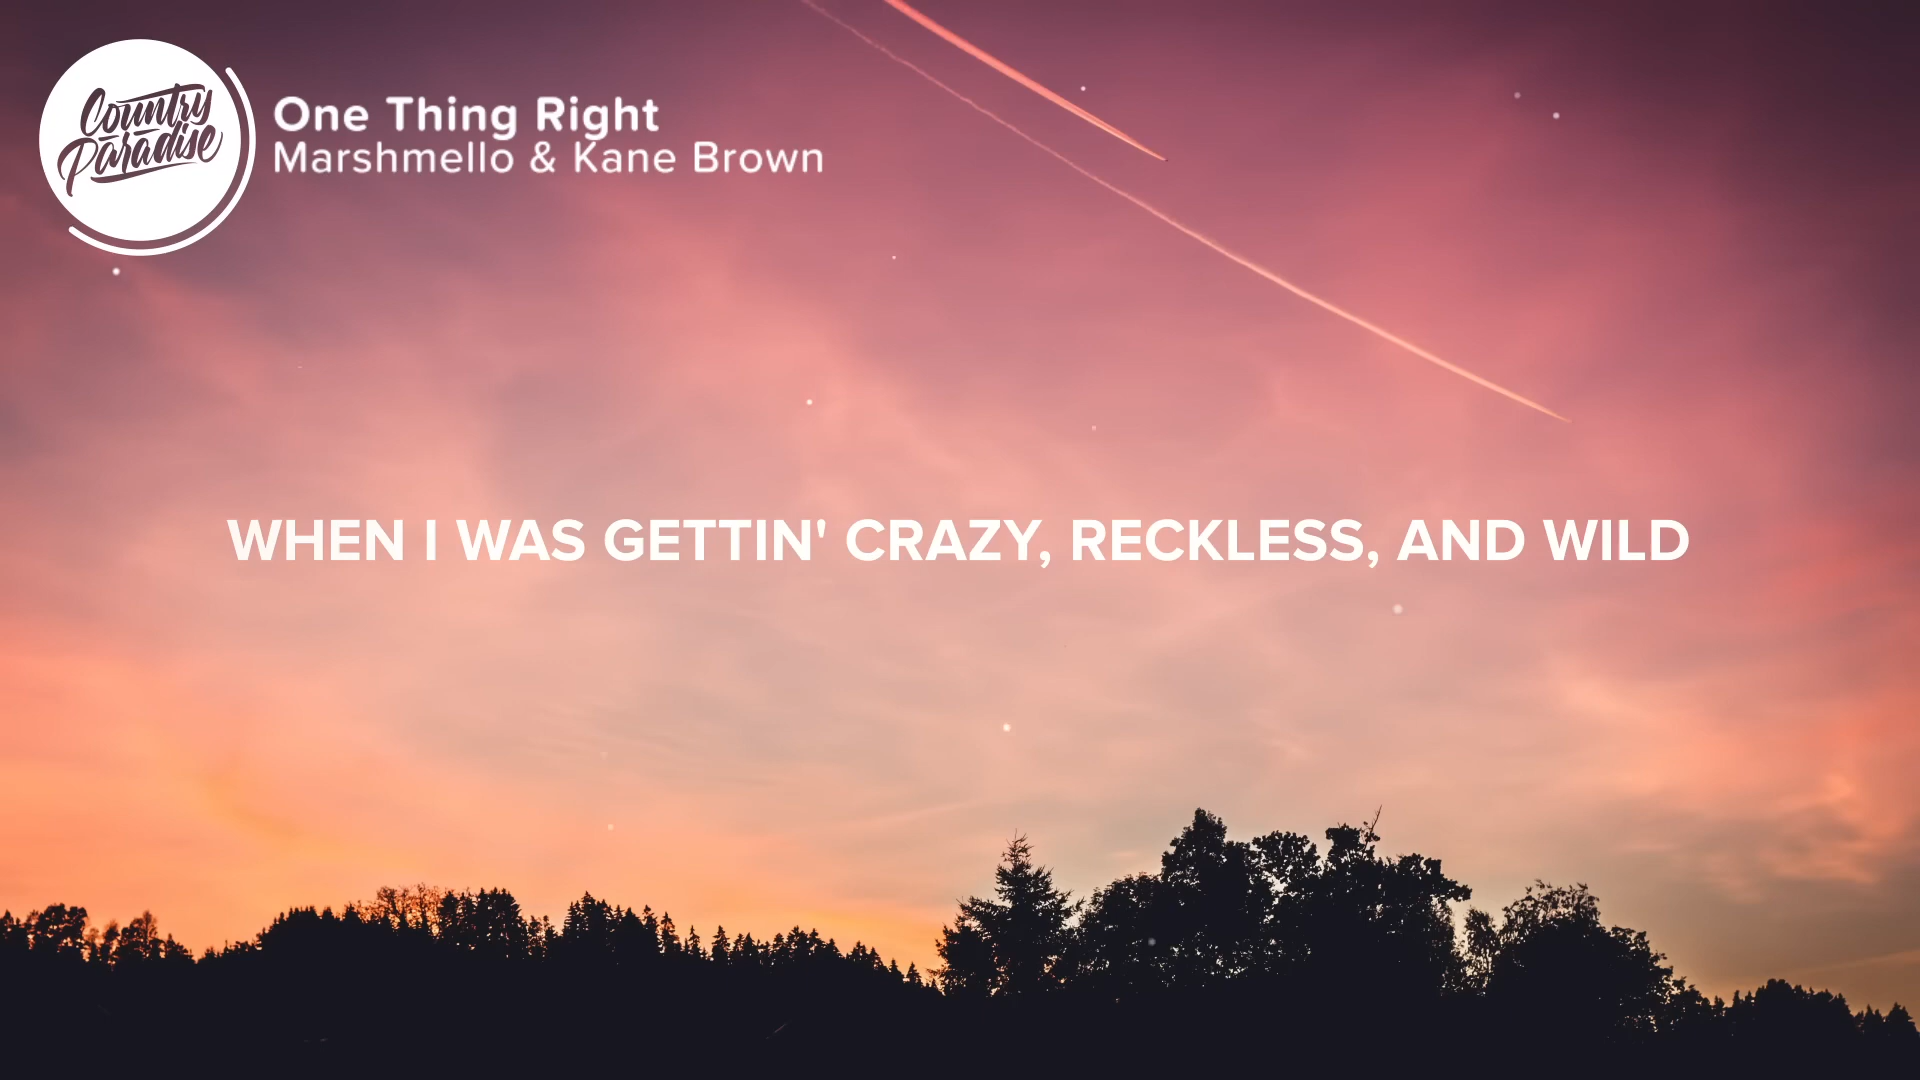 Country
Paradise
One Thing Right
Marshmello & Kane Brown
WHEN I WAS GETTIN' CRAZY, RECKLESS, AND WILD